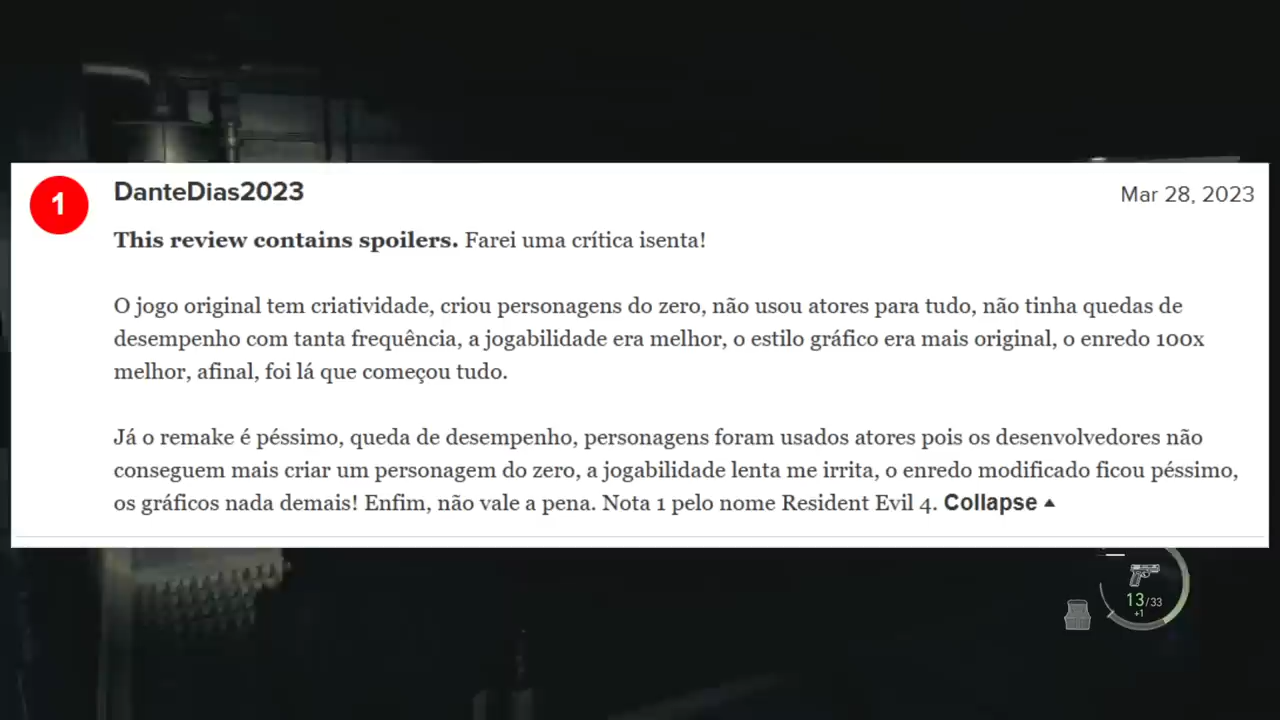 1
DanteDias2023
Mar 28, 2023
This review contains spoilers. Farei uma crítica isenta!
O jogo original tem criatividade, criou personagens do zero, não usou atores para tudo, não tinha quedas de
desempenho com tanta frequência, a jogabilidade era melhor, o estilo gráfico era mais original, o enredo 100x
melhor, afinal, foi lá que começou tudo.
Já o remake é péssimo, queda de desempenho, personagens foram usados atores pois os desenvolvedores não
conseguem mais criar um personagem do zero, a jogabilidade lenta me irrita, o enredo modificado ficou péssimo,
os gráficos nada demais! Enfim, não vale a pena. Nota 1 pelo nome Resident Evil 4. Collapse ▲
13/33
+1